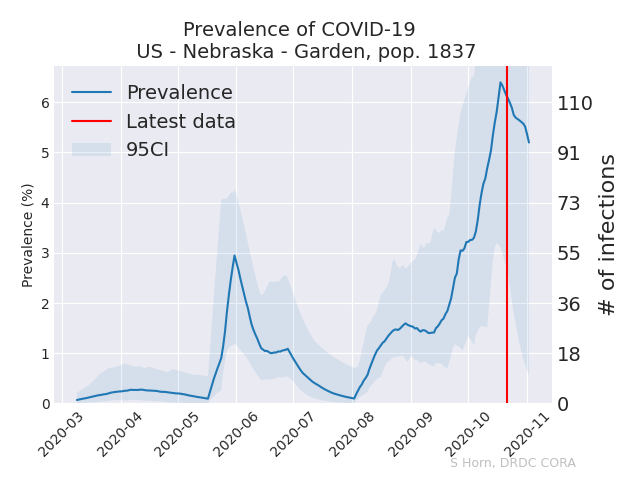 Prevalence of COVID-19
US - Nebraska - Garden, pop. 1837
Prevalence
Latest data
95CI
Prevalence (%)
6
5
4
3
2
1
0
110
91
73
55
36
18
0
# of infections
2020-03
2020-04
2020-05
2020-06
2020-07
2020-08
2020-09
2020-10
2020-11
S Horn, DRDC CORA